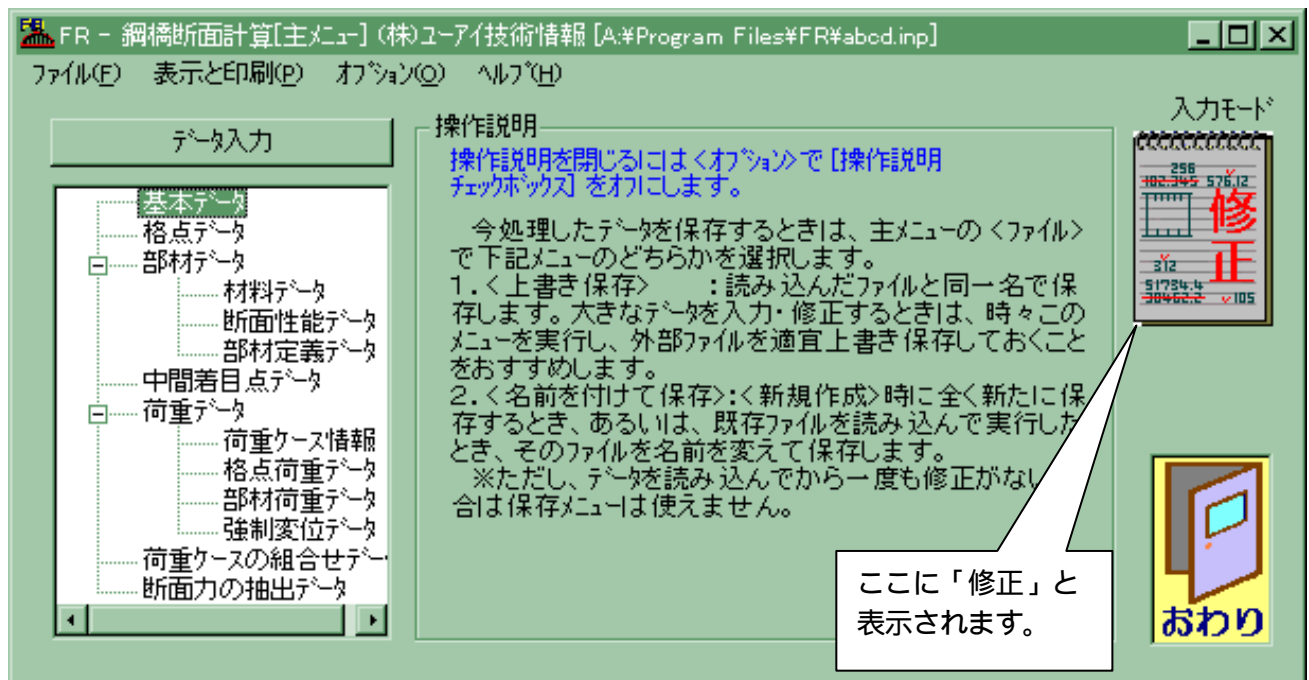 FR - 鋼橋断面計算[主ﾒﾆｭｰ] (株)ﾕｰｱｲ技術情報 [A:¥Program Files¥FR¥abcd.inp]
ﾌｧｲﾙ(F) 表示と印刷(P) ｵﾌﾟｼｮﾝ(O) ﾍﾙﾌﾟ(H)
ﾃﾞｰﾀ入力
基本ﾃﾞｰﾀ
格点ﾃﾞｰﾀ
部材ﾃﾞｰﾀ
材料ﾃﾞｰﾀ
断面性能ﾃﾞｰﾀ
部材定義ﾃﾞｰﾀ
中間着目点ﾃﾞｰﾀ
荷重ﾃﾞｰﾀ
荷重ｹｰｽ情報
格点荷重ﾃﾞｰﾀ
部材荷重ﾃﾞｰﾀ
強制変位ﾃﾞｰﾀ
荷重ｹｰｽの組合せﾃﾞｰ
断面力の抽出ﾃﾞｰﾀ
操作説明
操作説明を閉じるには<ｵﾌﾟｼｮﾝ>で [操作説明
ﾁｪｯｸﾎﾞｯｸｽ] をｵﾌにします。
今処理したﾃﾞｰﾀを保存するときは、主ﾒﾆｭｰの<ﾌｧｲﾙ>
で下記ﾒﾆｭｰのどちらかを選択します。
1.<上書き保存> :読み込んだﾌｧｲﾙと同一名で保
存します。大きなﾃﾞｰﾀを入力・修正するときは、時々この
ﾒﾆｭｰを実行し、外部ﾌｧｲﾙを適宜上書き保存しておくこと
をおすすめします。
2.<名前を付けて保存>:<新規作成>時に全く新たに保
存するとき、あるいは、既存ﾌｧｲﾙを読み込んで実行した
とき、そのﾌｧｲﾙを名前を変えて保存します。
※ただし、ﾃﾞｰﾀを読み込んでから一度も修正がない
合は保存ﾒﾆｭｰは使えません。
入力ﾓｰﾄﾞ
256
102.345 576.12
修
正
312
51734.4
38462.2 105
ここに「修正」と
表示されます。
おわり